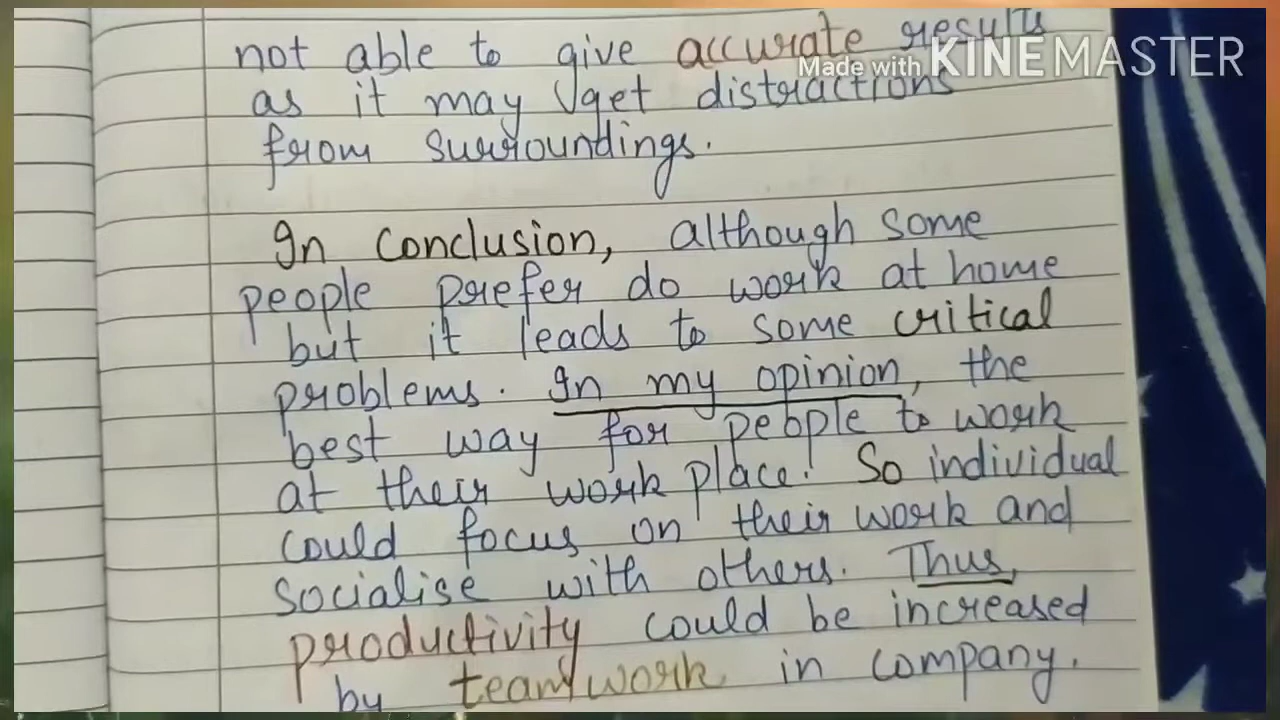 not able to give accurate results
Made with KINEMASTER
as it may get distractions
from surroundings.
In conclusion, although some
people prefer do work at home
but it leads to some critical
problems. In my opinion, the
best way for people to work
at their work place. So individual
could focus on their work and
socialise with others. Thus,
productivity could be increased
by teamwork in company.